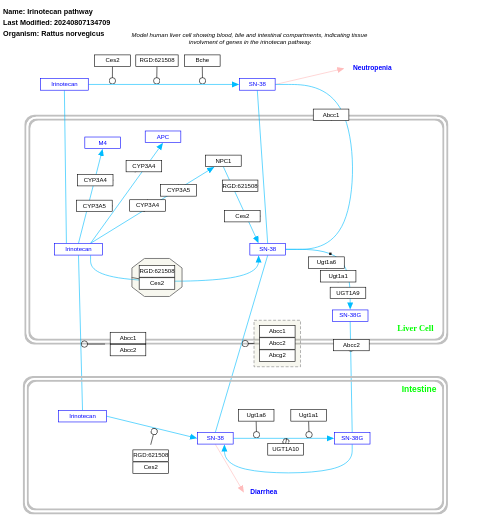 Name: Irinotecan pathway
Last Modified: 20240807134709
Organism: Rattus norvegicus
Model human liver cell showing blood, bile and intestinal compartments, indicating tissue
involvment of genes in the irinotecan pathway.
Ces2
RGD:621508
Bche
Neutropenia
Irinotecan
SN-38
Abcc1
M4
APC
NPC1
CYP3A4
CYP3A4
CYP3A5
RGD:621508
CYP3A5
CYP3A4
Ces2
Irinotecan
SN-38
Ugt1a6
RGD:621508
Ugt1a1
Ces2
UGT1A9
SN-38G
Liver Cell
Abcc1
Abcc2
Abcc1
Abcc2
Abcg2
Abcc2
Intestine
Irinotecan
Ugt1a6
Ugt1a1
SN-38
SN-38G
UGT1A10
RGD:621508
Ces2
Diarrhea